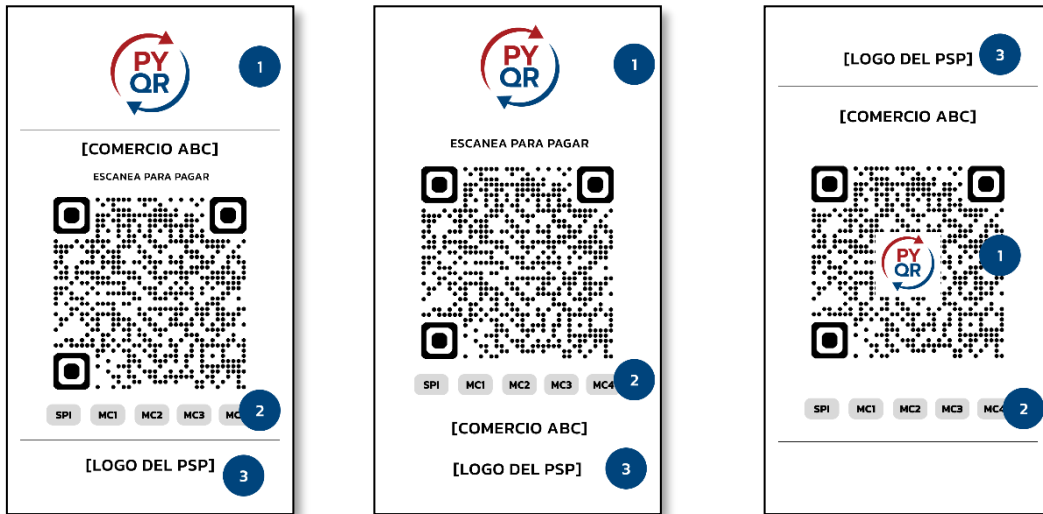 PY
QR
1
[COMERCIO ABC]
ESCANEA PARA PAGAR
SPI MC1 MC2 MC3 MC
2
[LOGO DEL PSP]
3
PY
QR
1
ESCANEA PARA PAGAR
SPI MC1 MC2 MC3 MC4
2
[COMERCIO ABC]
[LOGO DEL PSP]
3
[LOGO DEL PSP]
3
[COMERCIO ABC]
PY
QR
1
SPI MC1 MC2 MC3 MC4
2